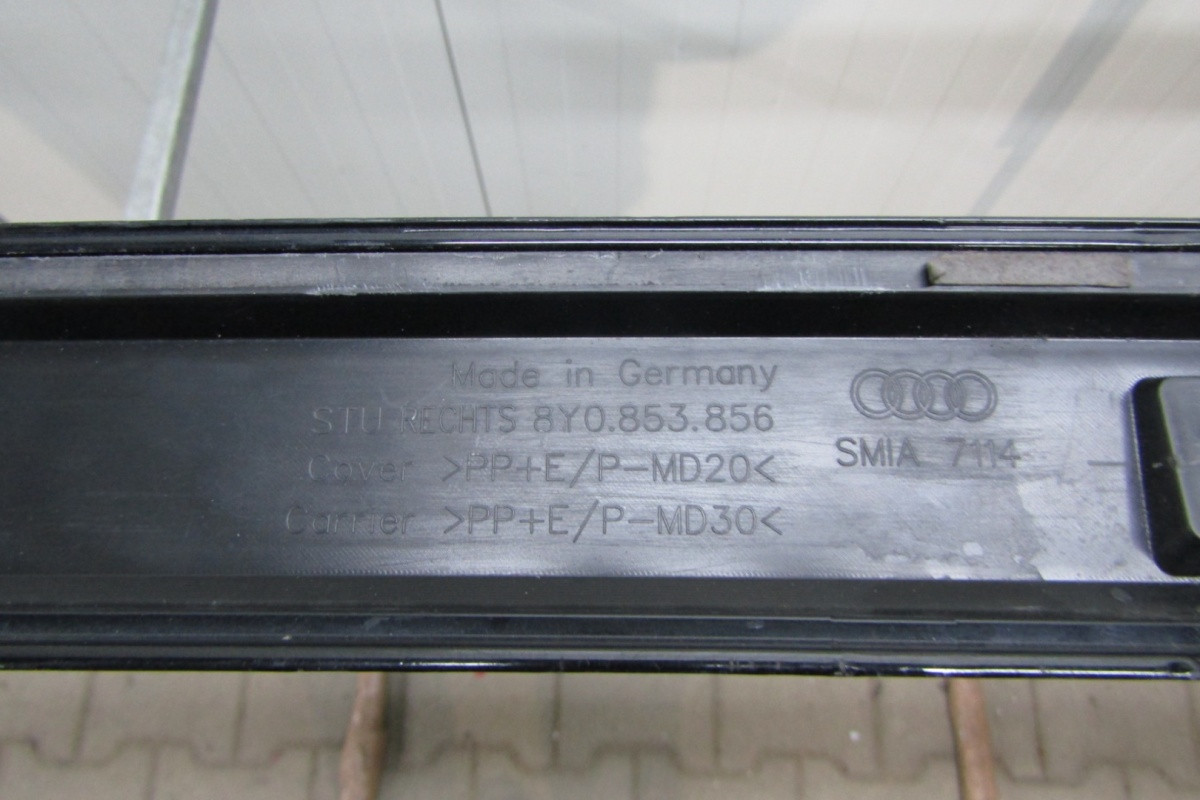 Made in Germany
STU RECHTS 8Y0.853.856
Cover >PP+E/P-MD20<
Carrier >PP+E/P-MD30<
SMIA 7114